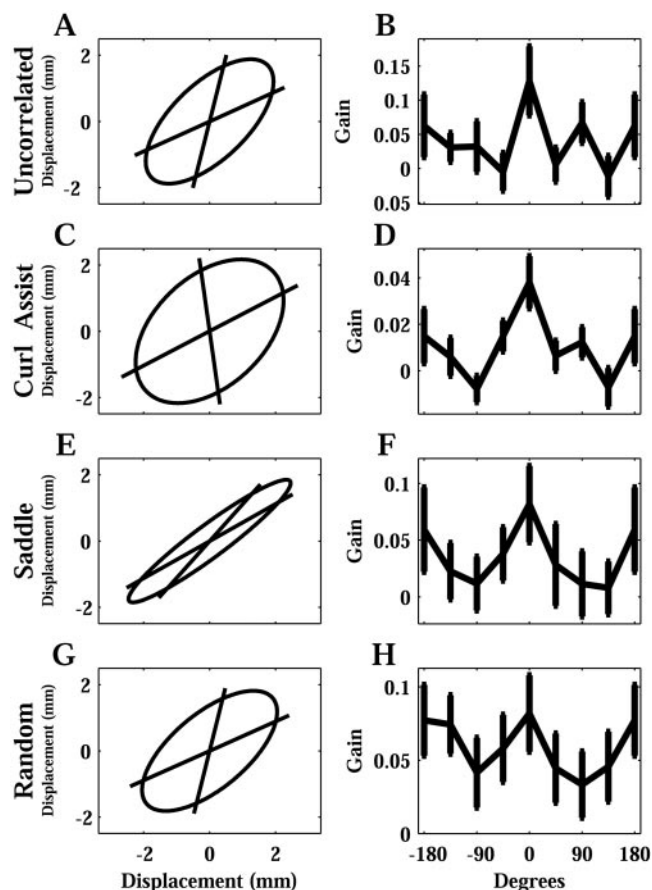 A
B
Uncorrelated
Displacement (mm)
2
0
-2
Gain
0.15
0.1
0.05
0
0.05
C
D
Curl Assist
Displacement (mm)
2
0
-2
Gain
0.04
0.02
0
E
F
Saddle
Displacement (mm)
2
0
-2
Gain
0.1
0.05
0
G
H
Random
Displacement (mm)
2
0
-2
Gain
0.1
0.05
0
-2 0 2
-180 -90 0 90 180
Displacement (mm)
Degrees